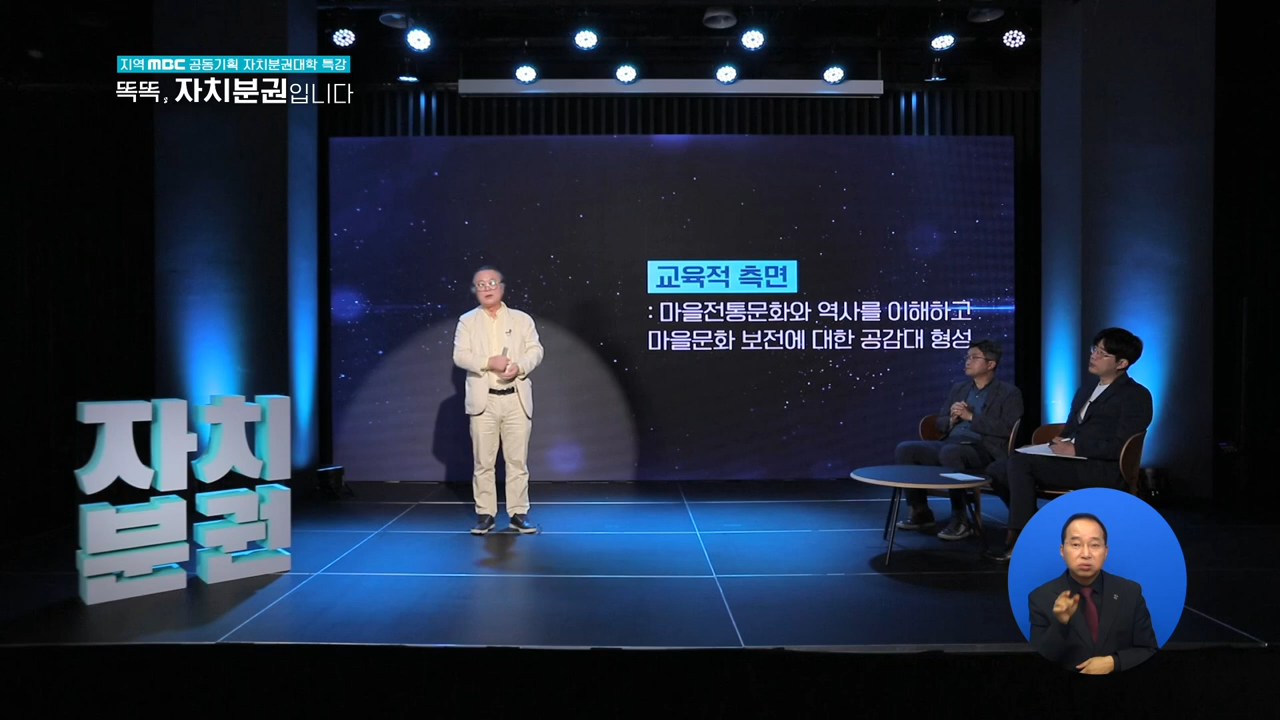 지역 MBC 공동기획 자치분권대학 특강
똑똑, 자치분권입니다
교육적 측면
: 마을전통문화와 역사를 이해하고
마을문화 보전에 대한 공감대 형성
자치
분권